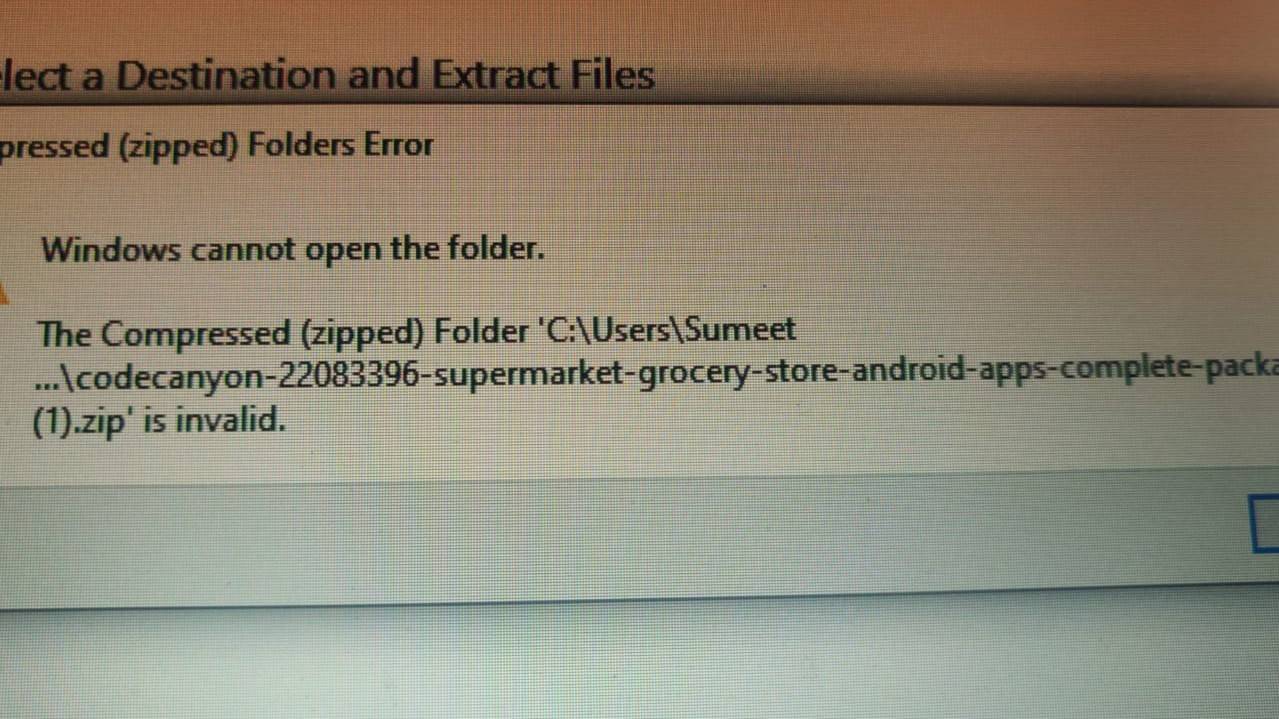 lect a Destination and Extract Files
pressed (zipped) Folders Error
Windows cannot open the folder.
The Compressed (zipped) Folder 'C:\Users\Sumeet
...\codecanyon-22083396-supermarket-grocery-store-android-apps-complete-packa
(1).zip' is invalid.